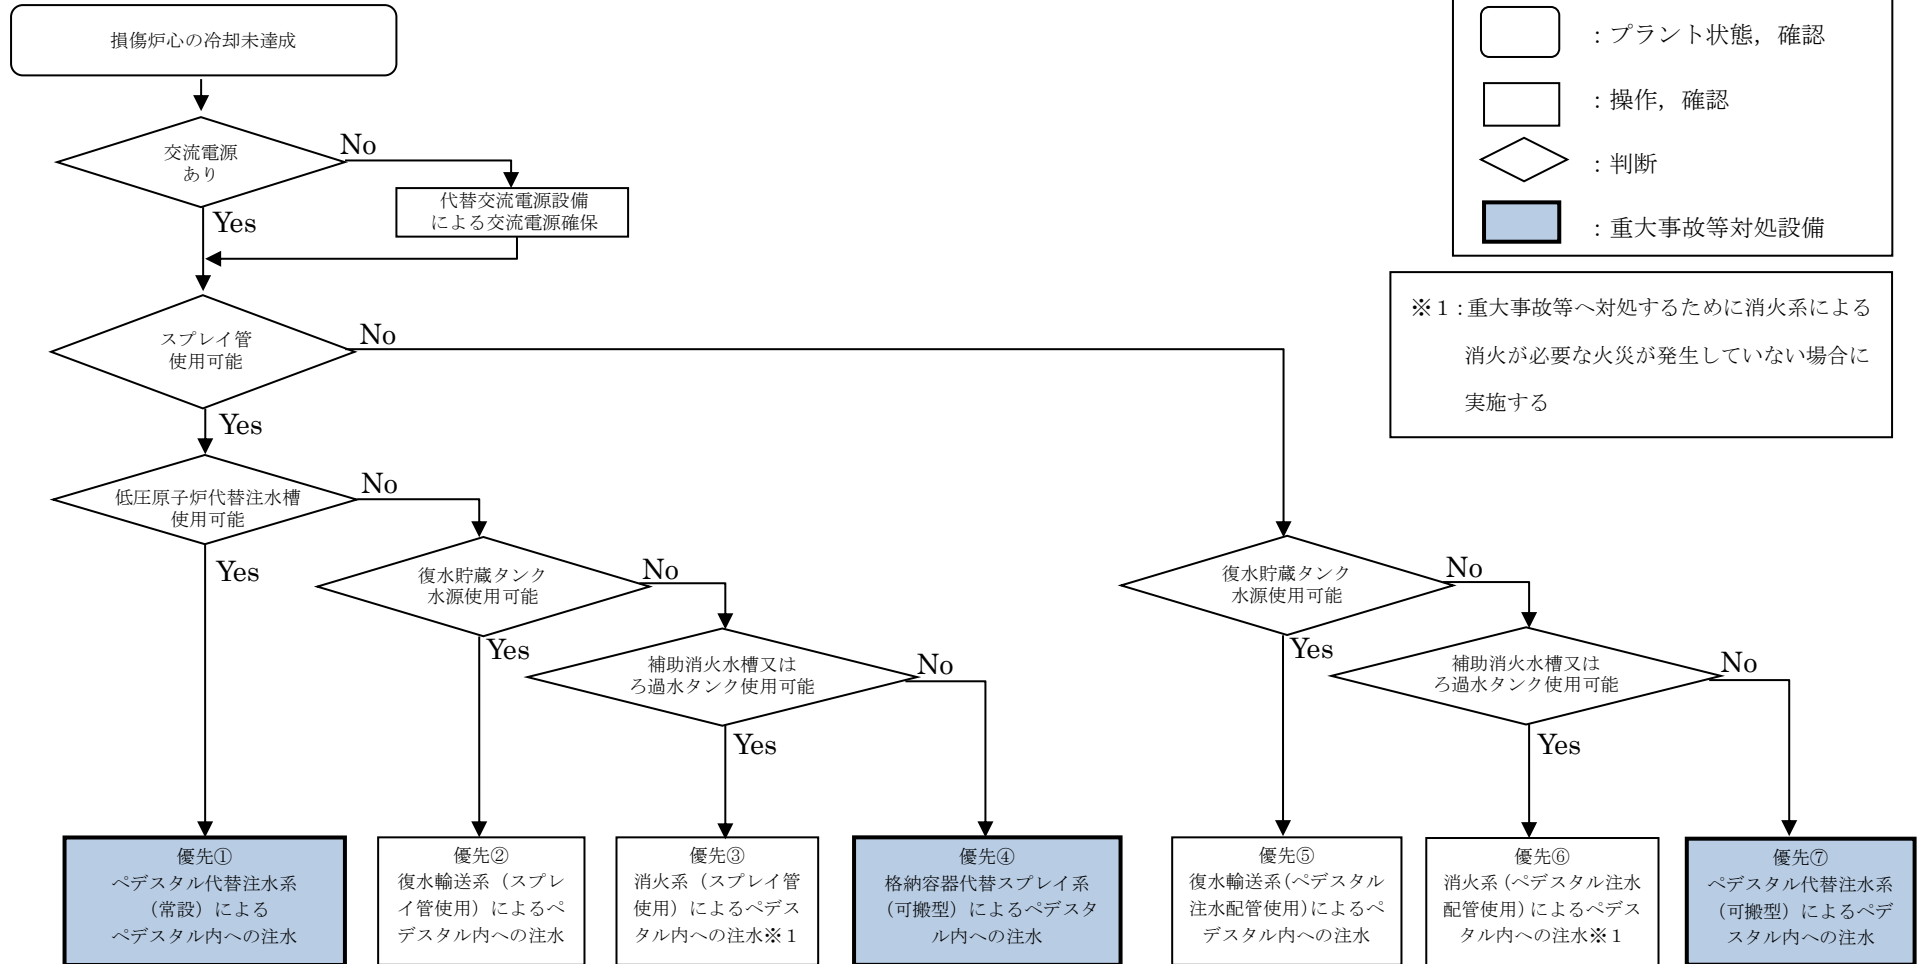 損傷炉心の冷却未達成
交流電源
あり
No
Yes
代替交流電源設備
による交流電源確保
スプレイ管
使用可能
No
Yes
低圧原子炉代替注水槽
使用可能
No
Yes
復水貯蔵タンク
水源使用可能
No
Yes
補助消火水槽又は
ろ過水タンク使用可能
No
Yes
復水貯蔵タンク
水源使用可能
No
Yes
補助消火水槽又は
ろ過水タンク使用可能
No
Yes
優先①
ペデスタル代替注水系
（常設）による
ペデスタル内への注水
優先②
復水輸送系（スプレ
イ管使用）によるペ
デスタル内への注水
優先③
消火系（スプレイ管
使用）によるペデス
タル内への注水※１
優先④
格納容器代替スプレイ系
（可搬型）によるペデスタ
ル内への注水
優先⑤
復水輸送系（ペデスタル
注水配管使用）によるペ
デスタル内への注水
優先⑥
消火系（ペデスタル注水
配管使用）によるペデス
タル内への注水※１
優先⑦
ペデスタル代替注水系
（可搬型）によるペデ
スタル内への注水
：プラント状態，確認
：操作，確認
：判断
：重大事故等対処設備
※１：重大事故等へ対処するために消火系による
消火が必要な火災が発生していない場合に
実施する